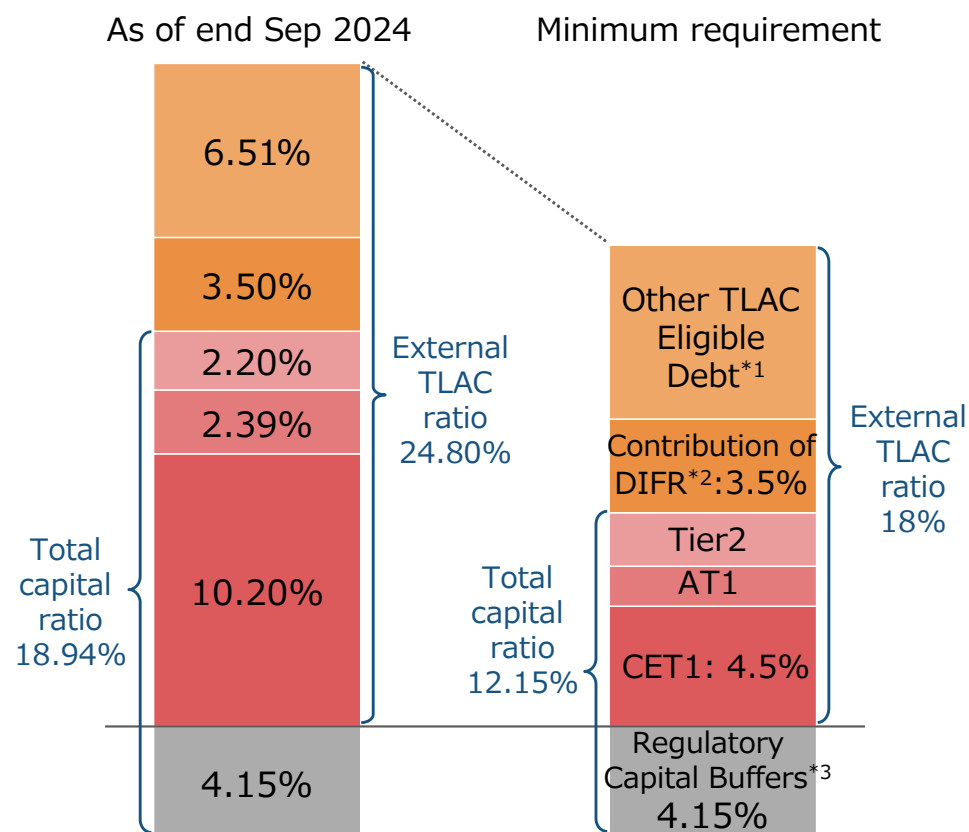 As of end Sep 2024
6.51%
3.50%
2.20%
2.39%
10.20%
4.15%
External
TLAC
ratio
24.80%
Total
capital
ratio
18.94%
Minimum requirement
Other TLAC
Eligible
Debt*1
Contribution of
DIFR*2:3.5%
Tier2
AT1
CET1: 4.5%
Regulatory
Capital Buffers*3
4.15%
External
TLAC
ratio
18%
Total
capital
ratio
12.15%